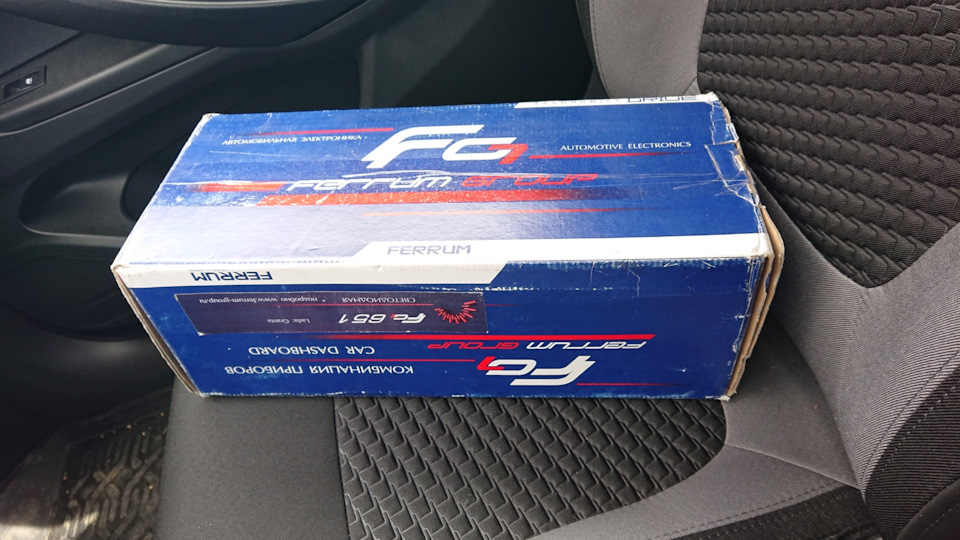 DRIVE
АВТОМОБИЛЬНАЯ ЭЛЕКТРОНИКА
FG
AUTOMOTIVE ELECTRONICS
Ferrum Group
FERRUM
FERRUM
КОМБИНАЦИЯ ПРИБОРОВ
CAR DASHBOARD
FG
Ferrum Group
Lada: Granta
FG 651
СВЕТОДИОДНАЯ
* подробно www.ferrum-group.ru